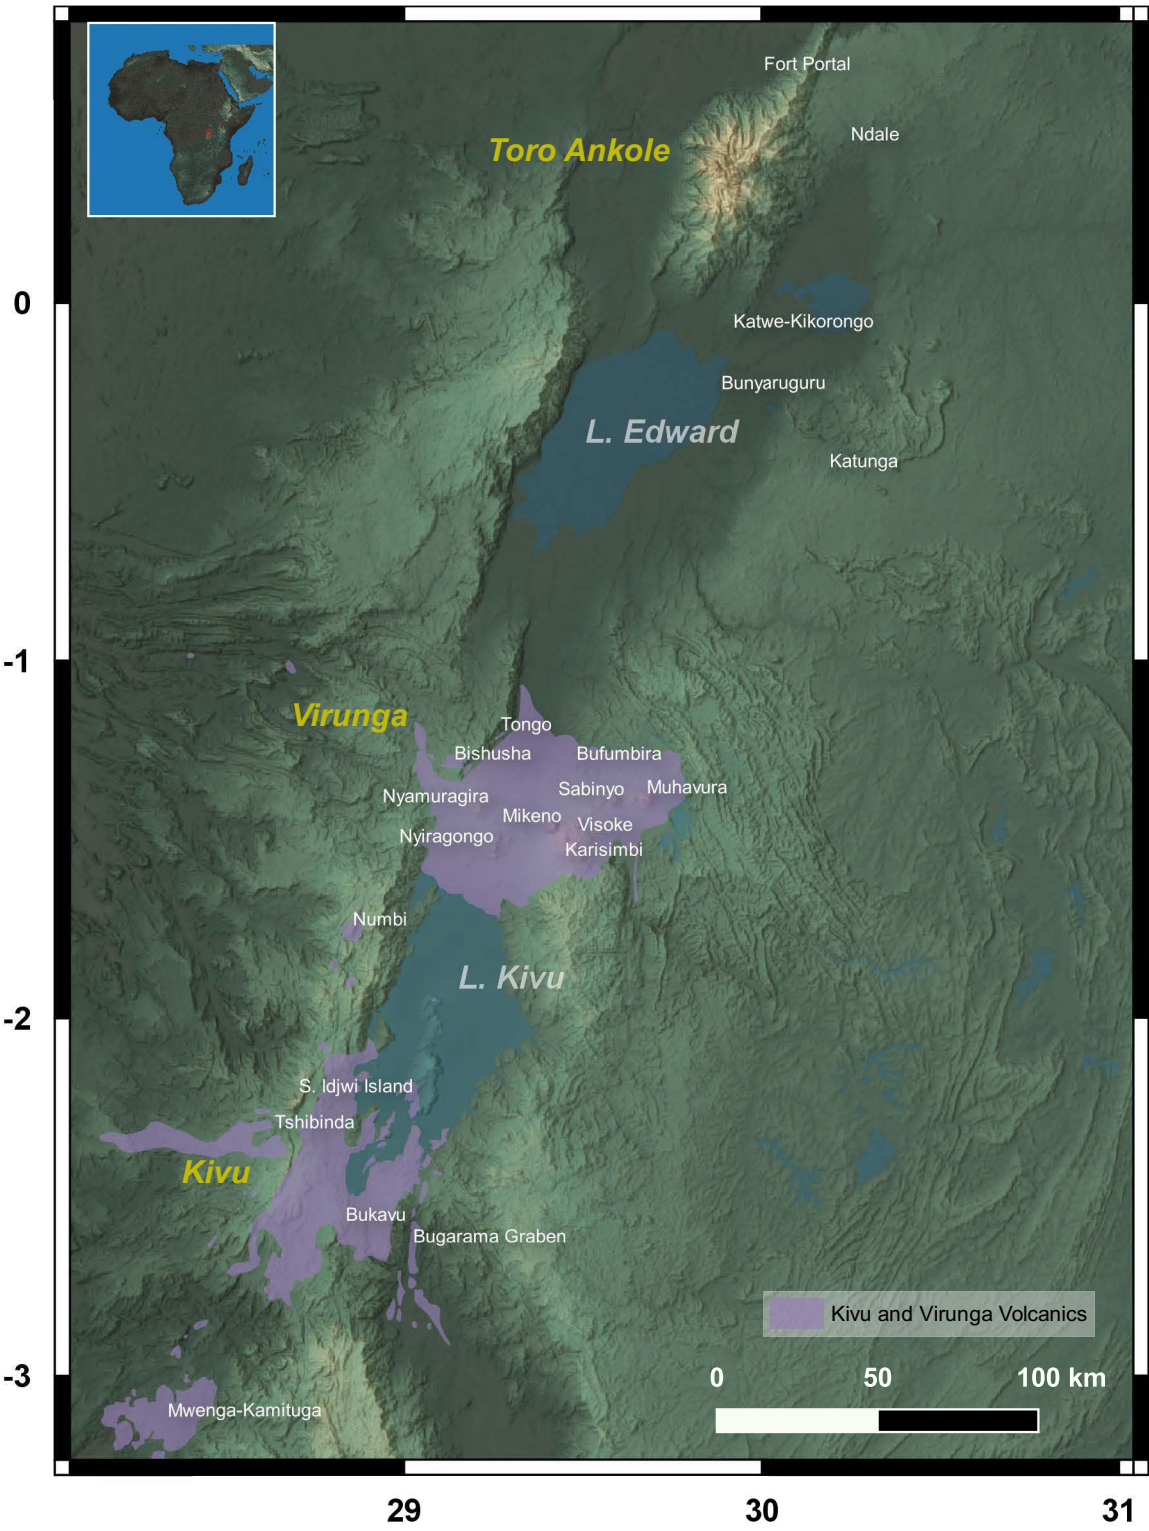 Fort Portal
Ndale
Toro Ankole
0
Katwe-Kikorongo
Bunyaruguru
L. Edward
Katunga
-1
Virunga
Tongo
Bishusha
Bufumbira
Sabinyo
Muhavura
Nyamuragira
Mikeno
Visoke
Nyiragongo
Karisimbi
Numbi
L. Kivu
-2
S. Idjwi Island
Tshibinda
Kivu
Bukavu
Bugarama Graben
Kivu and Virunga Volcanics
-3
0 50 100 km
Mwenga-Kamituga
29 30 31